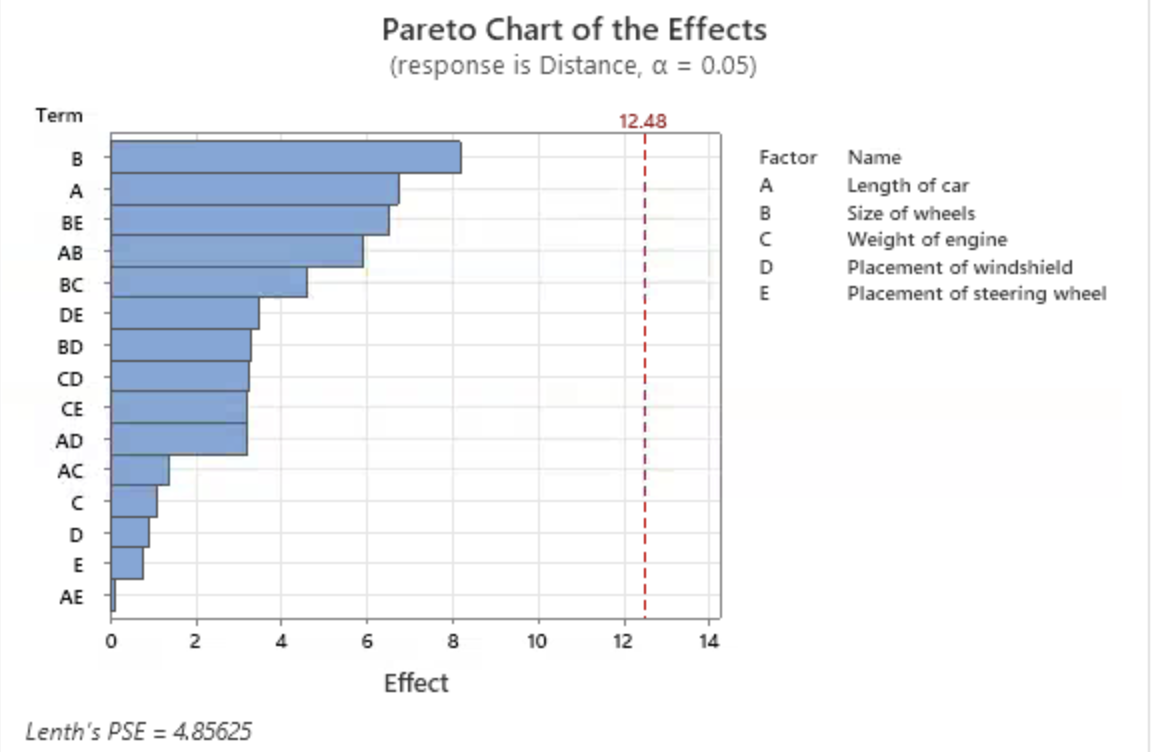 Pareto Chart of the Effects
(response is Distance, α = 0.05)
Term
12.48
B
A
BE
AB
BC
DE
BD
CD
CE
AD
AC
C
D
E
AE
0 2 4 6 8 10 12 14
Effect
Factor Name
A Length of car
B Size of wheels
C Weight of engine
D Placement of windshield
E Placement of steering wheel
Lenth's PSE = 4.85625